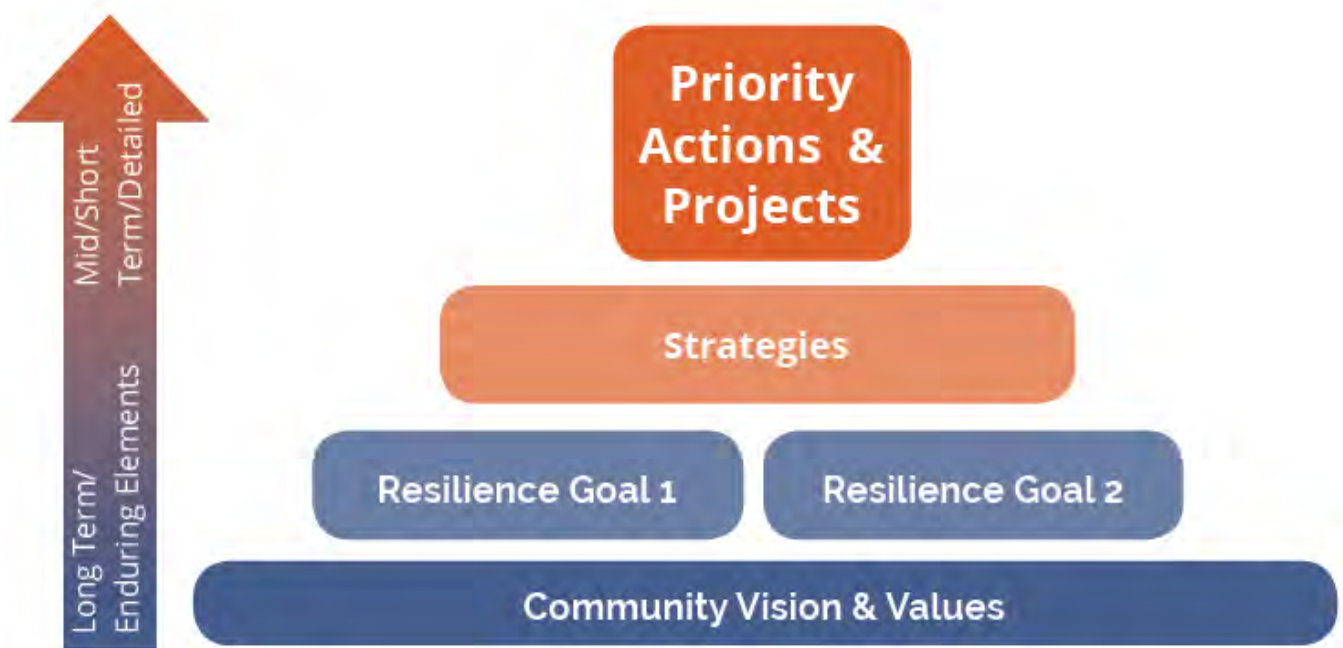 Priority
Actions & 
Projects
Strategies
Resilience Goal 1
Resilience Goal 2
Community Vision & Values
Mid/Short
Term/Detailed
Long Term/
Enduring Elements